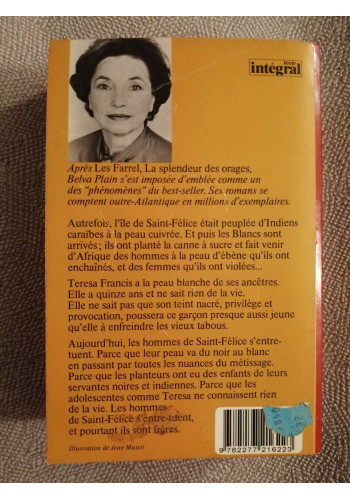 TEXTE
intégral
Après Les Farrel, La splendeur des orages,
Belva Plain s'est imposée d'emblée comme un
des "phénomènes" du best-seller. Ses romans se
comptent outre-Atlantique en millions d'exemplaires.
Autrefois, l'île de Saint-Félice était peuplée d'Indiens
caraïbes à la peau cuivrée. Et puis les Blancs sont
arrivés ; ils ont planté la canne à sucre et fait venir
d'Afrique des hommes à la peau d'ébène qu'ils ont
enchaînés, et des femmes qu'ils ont violées...
Teresa Francis a la peau blanche de ses ancêtres.
Elle a quinze ans et ne sait rien de la vie.
Elle ne sait pas que son teint nacré, privilège et
provocation, poussera ce garçon presque aussi jeune
qu'elle à enfreindre les vieux tabous.
Aujourd'hui, les hommes de Saint-Félice s'entre-
tuent. Parce que leur peau va du noir au blanc
en passant par toutes les nuances du métissage.
Parce que les planteurs ont eu des enfants de leurs
servantes noires et indiennes. Parce que les
adolescentes comme Teresa ne connaissent rien
de la vie. Les hommes
de Saint-Félice s'entre-tuent,
et pourtant ils sont frères.
Illustration de Jean Mascii
9 782277 216223